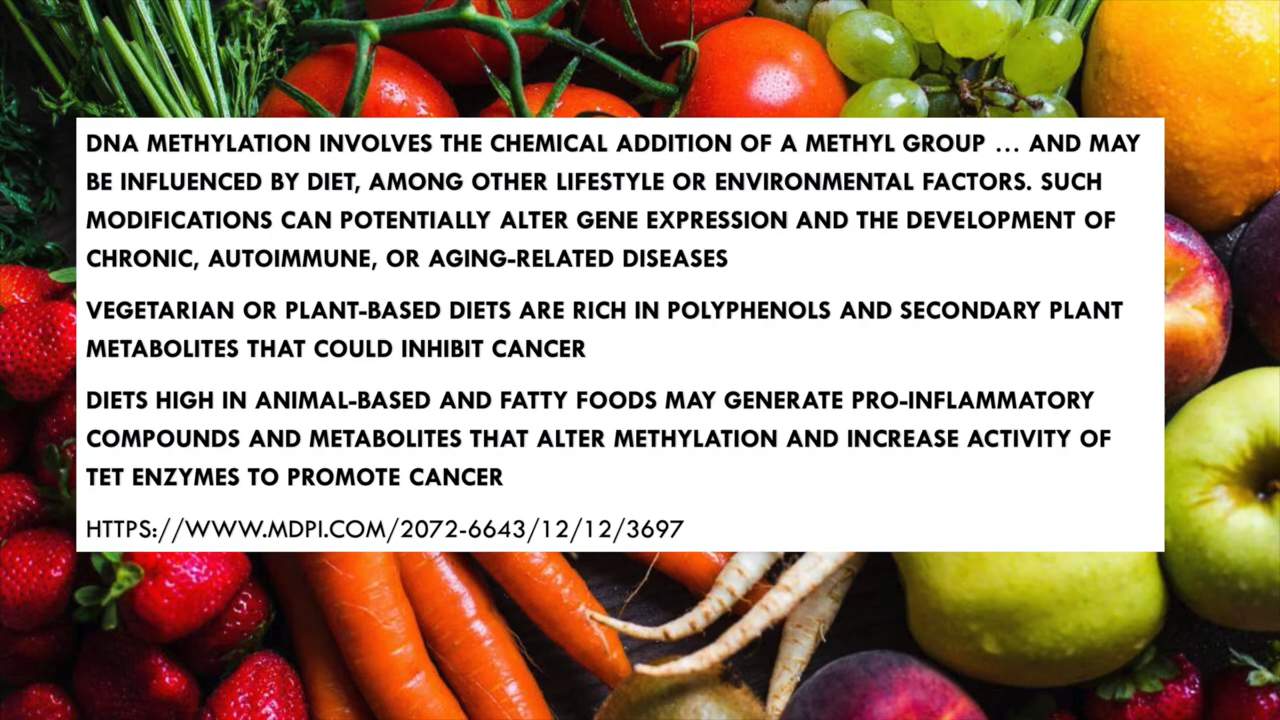 DNA METHYLATION INVOLVES THE CHEMICAL ADDITION OF A METHYL GROUP … AND MAY
BE INFLUENCED BY DIET, AMONG OTHER LIFESTYLE OR ENVIRONMENTAL FACTORS. SUCH
MODIFICATIONS CAN POTENTIALLY ALTER GENE EXPRESSION AND THE DEVELOPMENT OF
CHRONIC, AUTOIMMUNE, OR AGING-RELATED DISEASES
VEGETARIAN OR PLANT-BASED DIETS ARE RICH IN POLYPHENOLS AND SECONDARY PLANT
METABOLITES THAT COULD INHIBIT CANCER
DIETS HIGH IN ANIMAL-BASED AND FATTY FOODS MAY GENERATE PRO-INFLAMMATORY
COMPOUNDS AND METABOLITES THAT ALTER METHYLATION AND INCREASE ACTIVITY OF
TET ENZYMES TO PROMOTE CANCER
HTTPS://WWW.MDPI.COM/2072-6643/12/12/3697